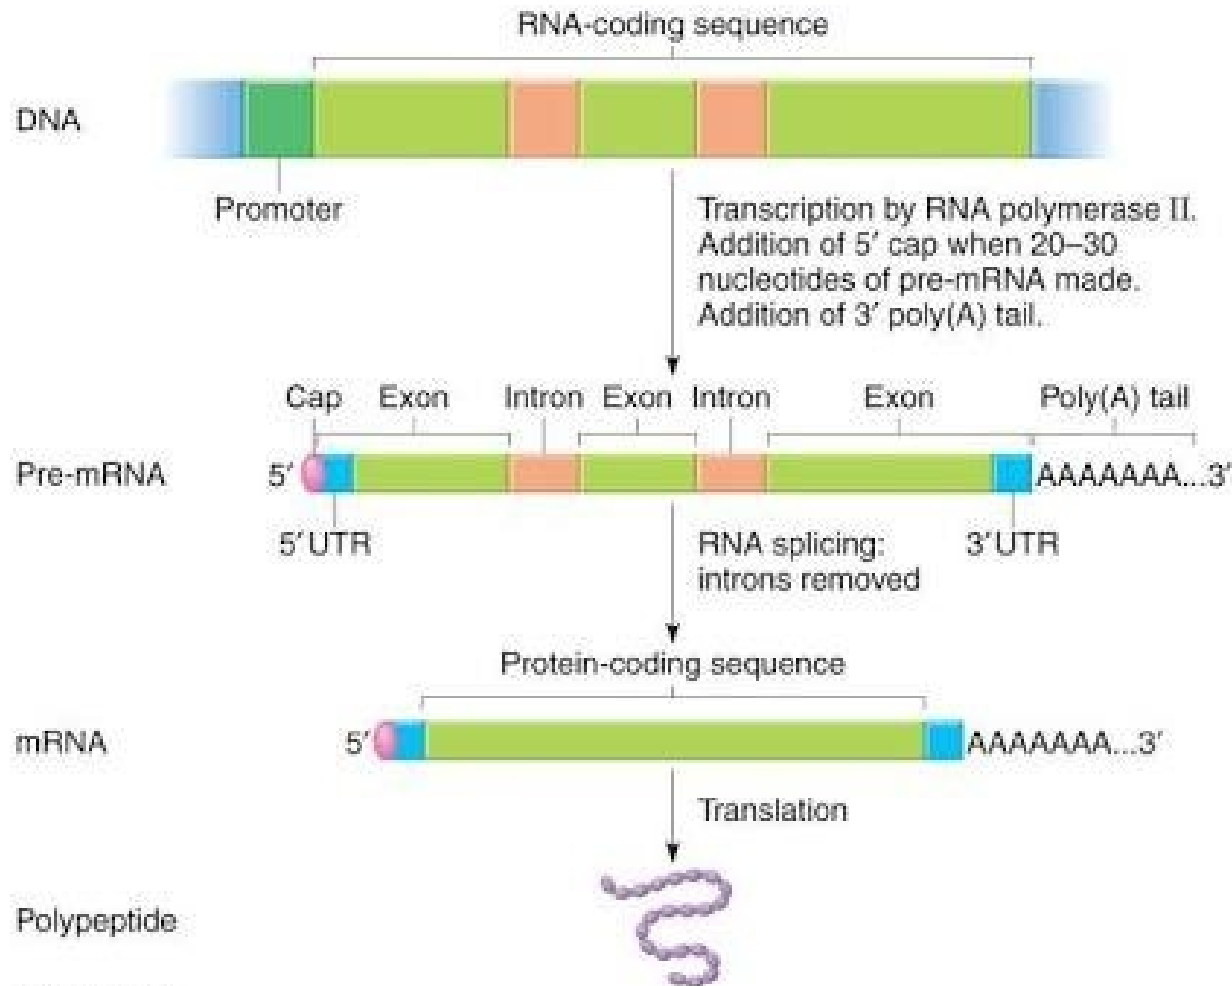 RNA-coding sequence
DNA
Promoter
Transcription by RNA polymerase II.
Addition of 5′ cap when 20–30
nucleotides of pre-mRNA made.
Addition of 3′ poly(A) tail.
Cap Exon Intron Exon Intron Exon Poly(A) tail
Pre-mRNA 5′ AAAAAAA...3′
5′UTR 3′UTR
RNA splicing:
introns removed
Protein-coding sequence
mRNA 5′ AAAAAAA...3′
Translation
Polypeptide